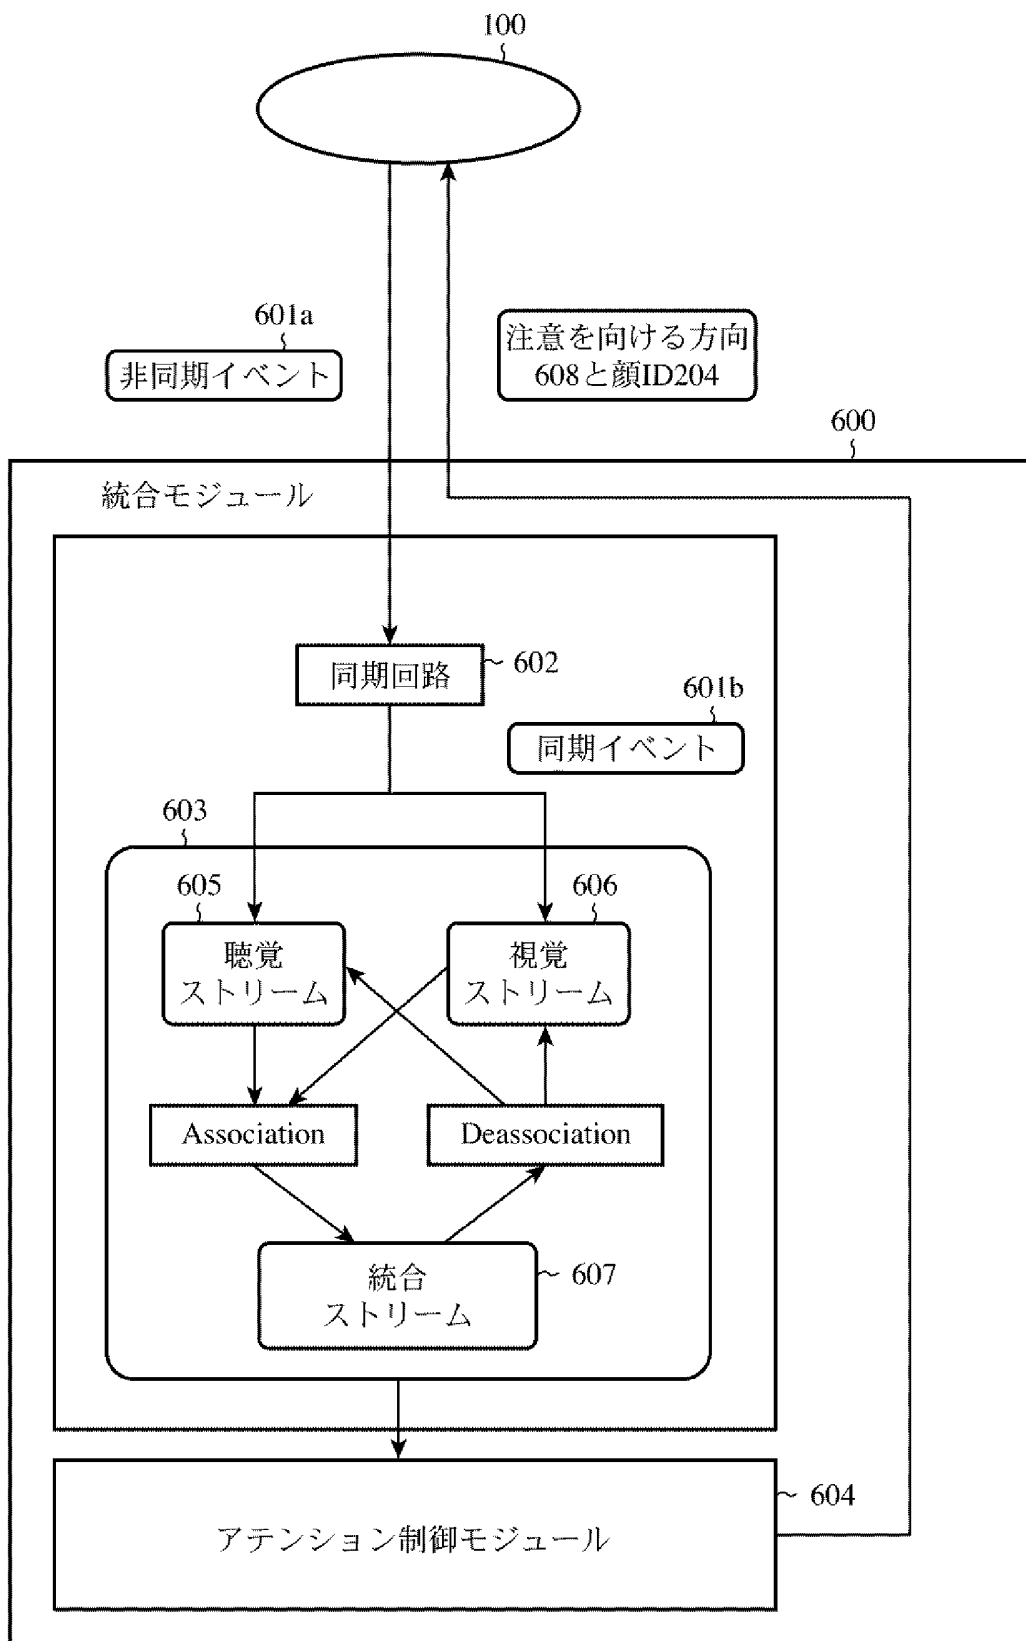 100
601a
非同期イベント
注意を向ける方向
608と顔ID204
600
統合モジュール
同期回路
602
601b
同期イベント
603
605
606
聴覚
ストリーム
視覚
ストリーム
Association
Deassociation
統合
ストリーム
607
604
アテンション制御モジュール